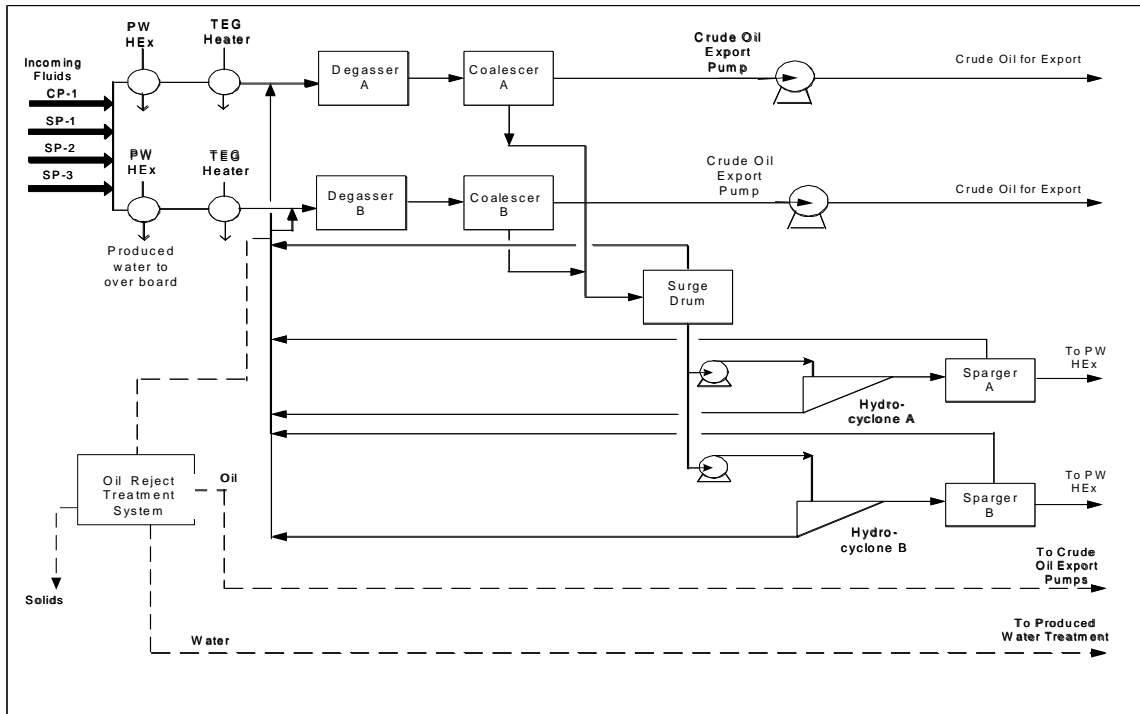 PW
HEx
TEG
Heater
Incoming
Fluids
CP-1
SP-1
SP-2
SP-3
Degasser
A
Coalescer
A
Crude Oil
Export
Pump
Crude Oil for Export
PW
HEx
TEG
Heater
Degasser
B
Coalescer
B
Crude Oil
Export
Pump
Crude Oil for Export
Produced
water to
over board
Surge
Drum
Hydro-
cyclone A
Sparger
A
To PW
HEx
Oil Reject
Treatment
System
Oil
Hydro-
cyclone B
Sparger
B
To PW
HEx
Solids
To Crude
Oil Export
Pumps
Water
To Produced
Water Treatment